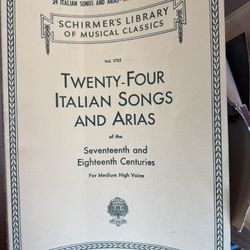 24 ITALIAN SONGS AND ARIAS
SCHIRMER'S LIBRARY
OF MUSICAL CLASSICS
Vol. 1722
TWENTY-FOUR
ITALIAN SONGS
AND ARIAS
of the
Seventeenth and
Eighteenth Centuries
For Medium High Voice